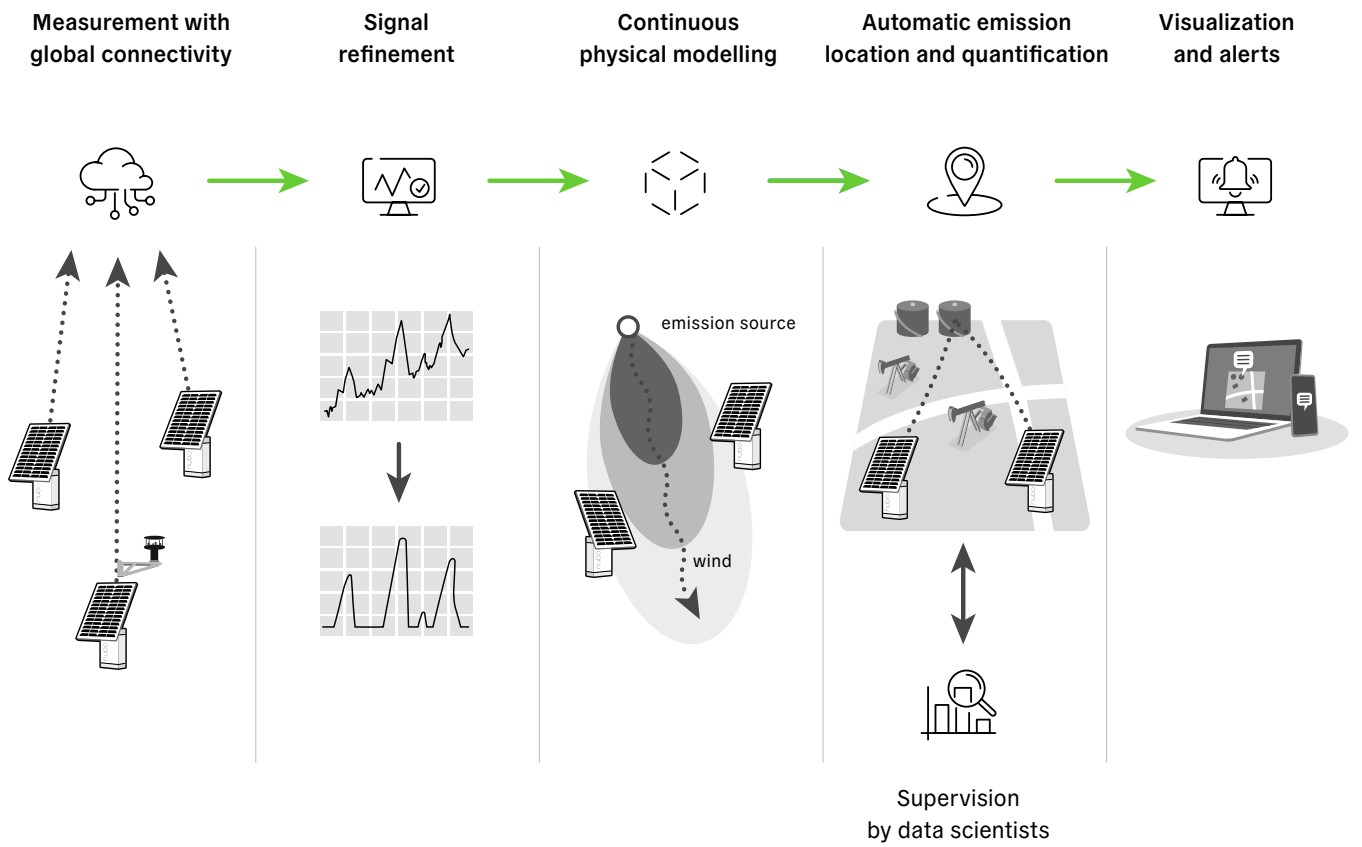 Measurement with
global connectivity
Signal
refinement
Continuous
physical modelling
Automatic emission
location and quantification
Visualization
and alerts
emission source
wind
Supervision
by data scientists